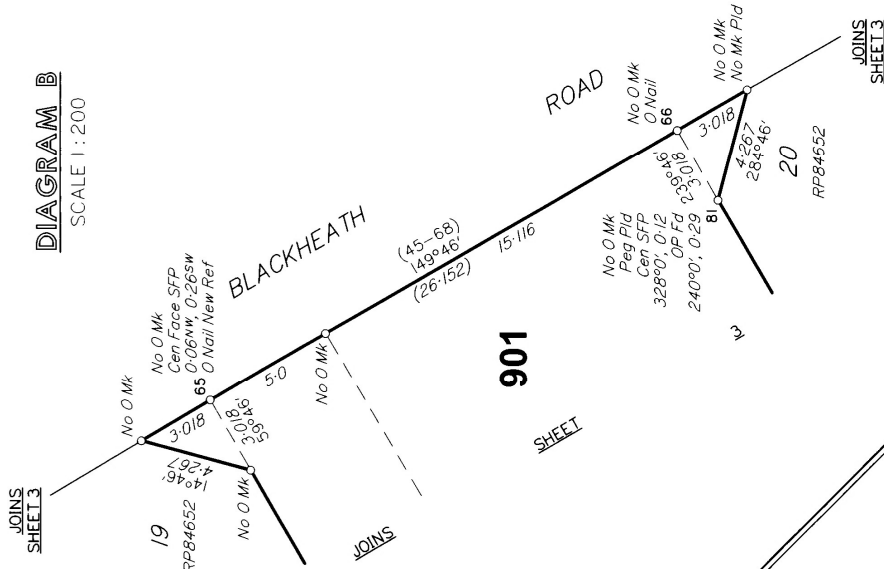 DIAGRAM B
SCALE 1:200
JOINS
SHEET 3
No O Mk
3·018
14°46'
4·267
19
RP84652
No O Mk
Cen Face SFP
0·06NW, 0·26SW
O Nail New Ref
65
3·018
59°46'
No O Mk
5·0
No O Mk
BLACKHEATH
ROAD
(45–68)
149°46'
(26·152)
15·116
901
SHEET
JOINS
3
No O Mk
O Nail
66
3·018
239°46'
3·018
No O Mk
Peg Pld
Cen SFP
328°0', 0·12
OP Fd
240°0', 0·29
81
4·267
284°46'
20
RP84652
No O Mk
No Mk Pld
JOINS
SHEET 3